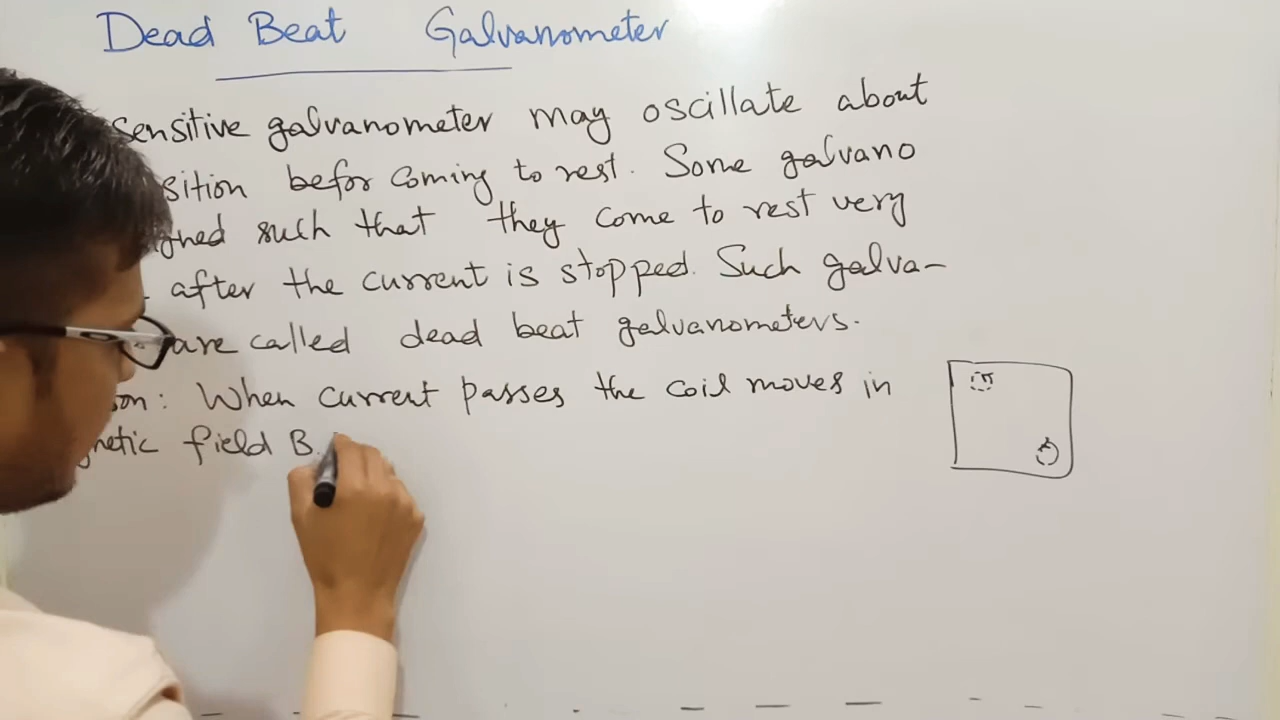 Dead Beat Galvanometer
sensitive galvanometer may oscillate about
sition befor coming to rest. Some galvano
gned such that they come to rest very
after the current is stopped. Such galva-
are called dead beat galvanometers.
on: When current passes the coil moves in
netic field B.